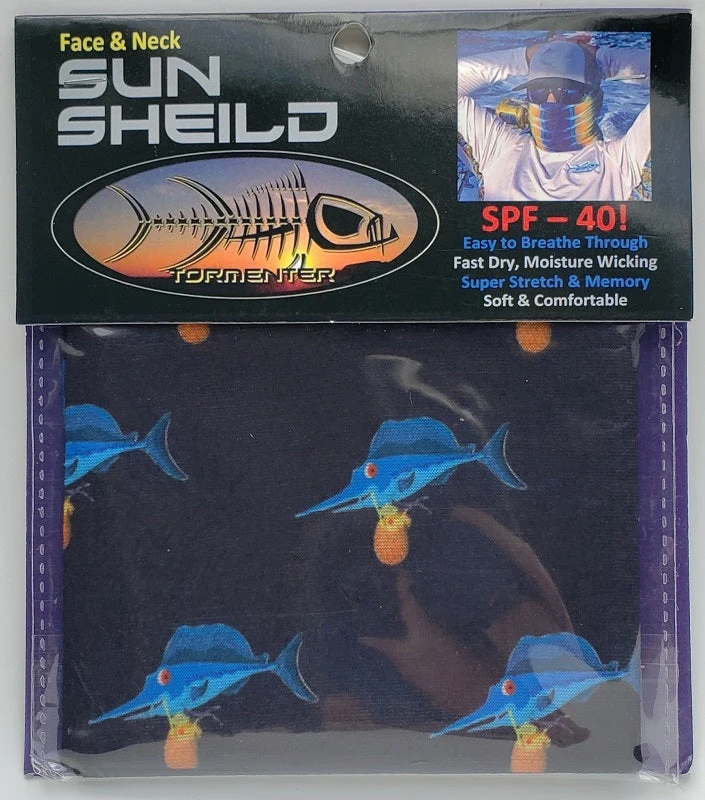 Face & Neck
SUN
SHEILD
TORMENTER
SPF – 40!
Easy to Breathe Through
Fast Dry, Moisture Wicking
Super Stretch & Memory
Soft & Comfortable